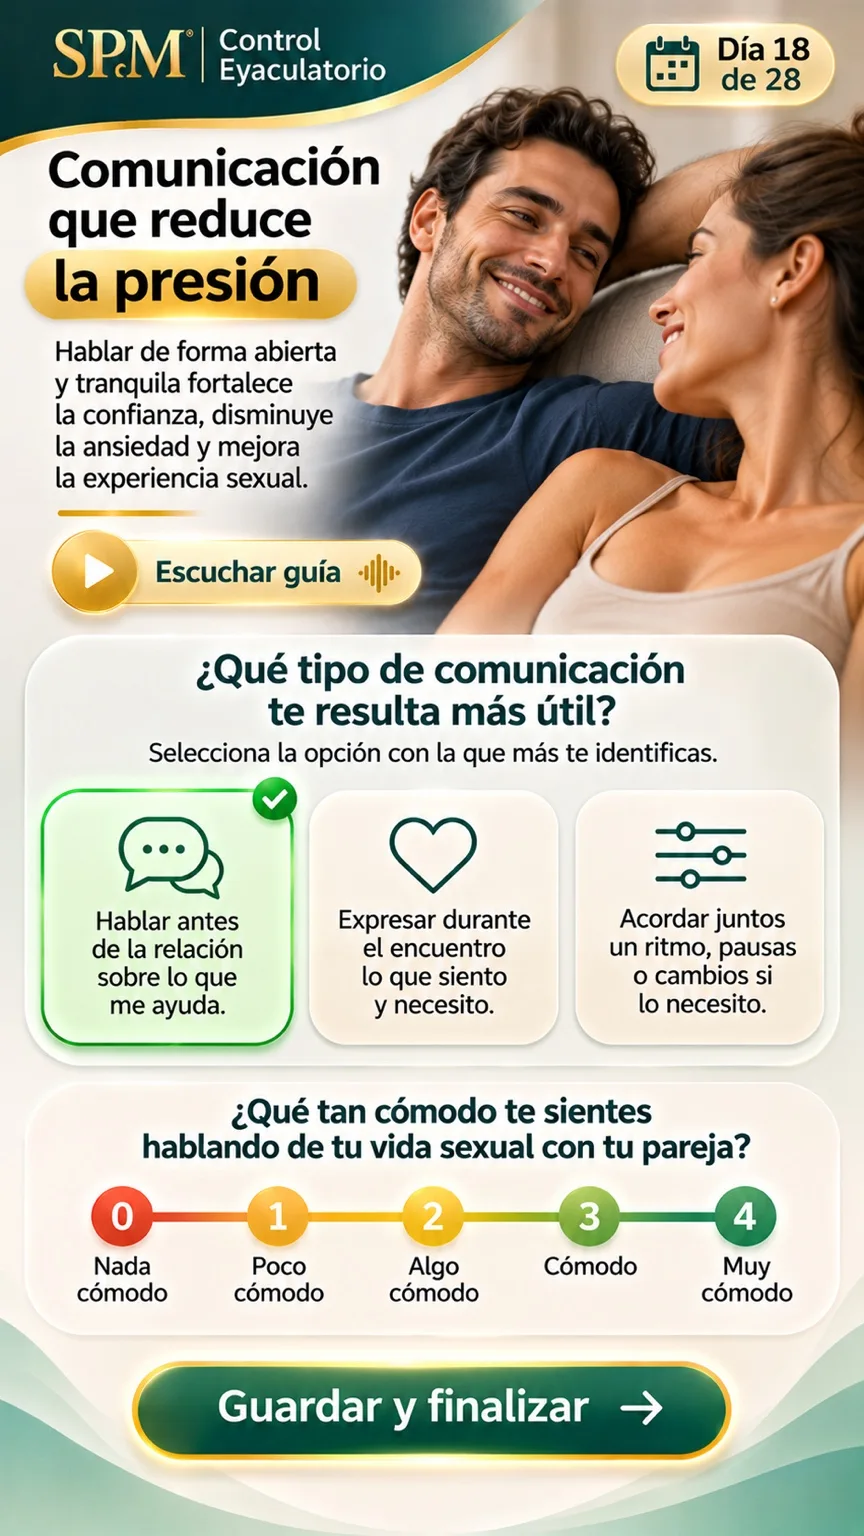 SPM® | Control
Eyaculatorio
Día 18
de 28
Comunicación
que reduce
la presión
Hablar de forma abierta
y tranquila fortalece
la confianza, disminuye
la ansiedad y mejora
la experiencia sexual.
Escuchar guía
¿Qué tipo de comunicación
te resulta más útil?
Selecciona la opción con la que más te identificas.
Hablar antes
de la relación
sobre lo que
me ayuda.
Expresar durante
el encuentro
lo que siento
y necesito.
Acordar juntos
un ritmo, pausas
o cambios si
lo necesito.
¿Qué tan cómodo te sientes
hablando de tu vida sexual con tu pareja?
0
Nada
cómodo
1
Poco
cómodo
2
Algo
cómodo
3
Cómodo
4
Muy
cómodo
Guardar y finalizar →